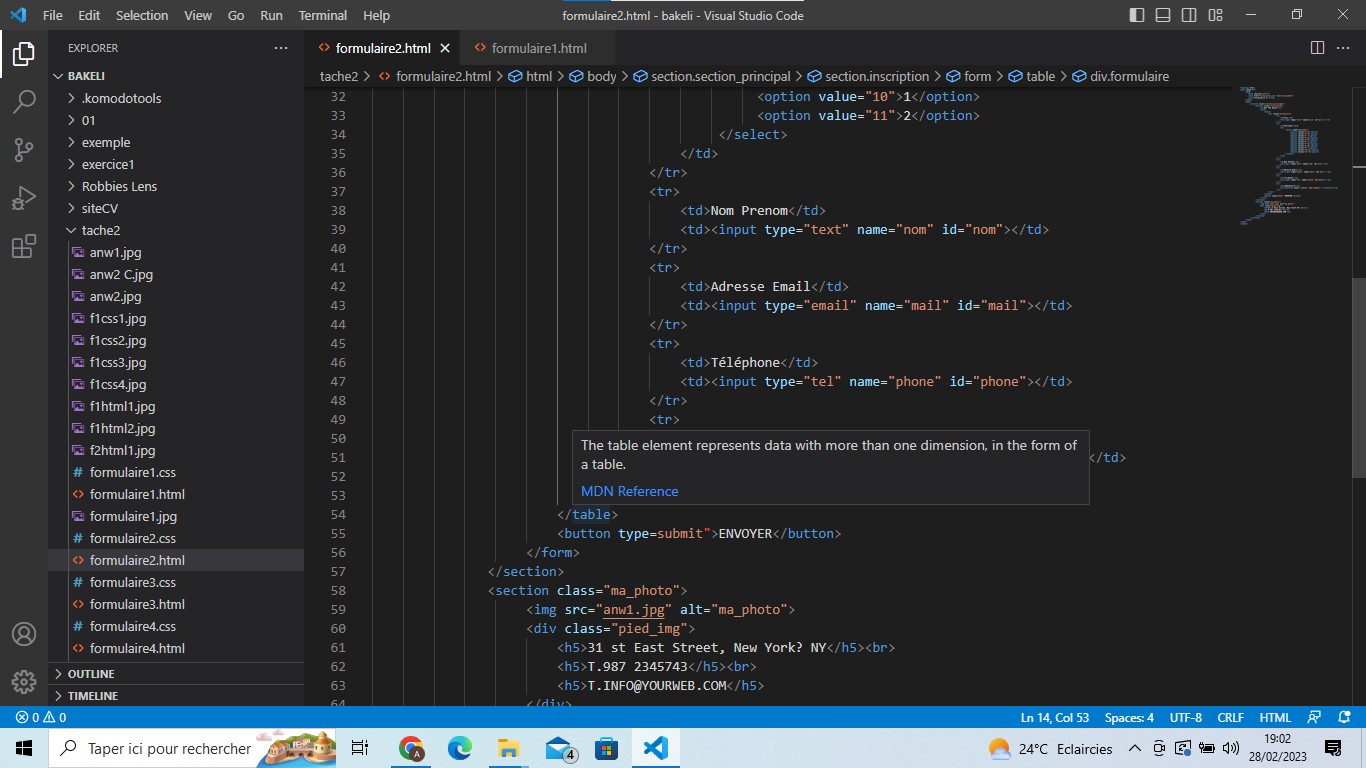 File Edit Selection View Go Run Terminal Help
formulaire2.html - bakeli - Visual Studio Code
EXPLORER
BAKELI
.komodotools
01
exemple
exercice1
Robbies Lens
siteCV
tache2
anw1.jpg
anw2 C.jpg
anw2.jpg
f1css1.jpg
f1css2.jpg
f1css3.jpg
f1css4.jpg
f1html1.jpg
f1html2.jpg
f2html1.jpg
formulaire1.css
formulaire1.html
formulaire1.jpg
formulaire2.css
formulaire2.html
formulaire3.css
formulaire3.html
formulaire4.css
formulaire4.html
OUTLINE
TIMELINE
formulaire2.html formulaire1.html
tache2 > formulaire2.html > html > body > section.section_principal > section.inscription > form > table > div.formulaire
32 <option value="10">1</option>
33 <option value="11">2</option>
34 </select>
35 </td>
36 </tr>
37 <tr>
38 <td>Nom Prenom</td>
39 <td><input type="text" name="nom" id="nom"></td>
40 </tr>
41 <tr>
42 <td>Adresse Email</td>
43 <td><input type="email" name="mail" id="mail"></td>
44 </tr>
45 <tr>
46 <td>Téléphone</td>
47 <td><input type="tel" name="phone" id="phone"></td>
48 </tr>
49 <tr>
50
51 </td>
52
53
The table element represents data with more than one dimension, in the form of
a table.
MDN Reference
54 </table>
55 <button type=submit">ENVOYER</button>
56 </form>
57 </section>
58 <section class="ma_photo">
59 <img src="anw1.jpg" alt="ma_photo">
60 <div class="pied_img">
61 <h5>31 st East Street, New York? NY</h5><br>
62 <h5>T.987 2345743</h5><br>
63 <h5>T.INFO@YOURWEB.COM</h5>
64 </div>
0 0
Ln 14, Col 53 Spaces: 4 UTF-8 CRLF HTML
Taper ici pour rechercher
A
4
24°C Eclaircies
19:02
28/02/2023